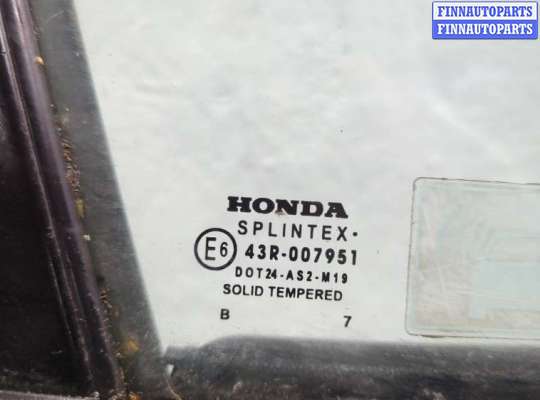 FINNAUTOPARTS
FINNAUTOPARTS
HONDA
SPLINTEX·
E6 43R-007951
DOT24-AS2-M19
SOLID TEMPERED
B 7